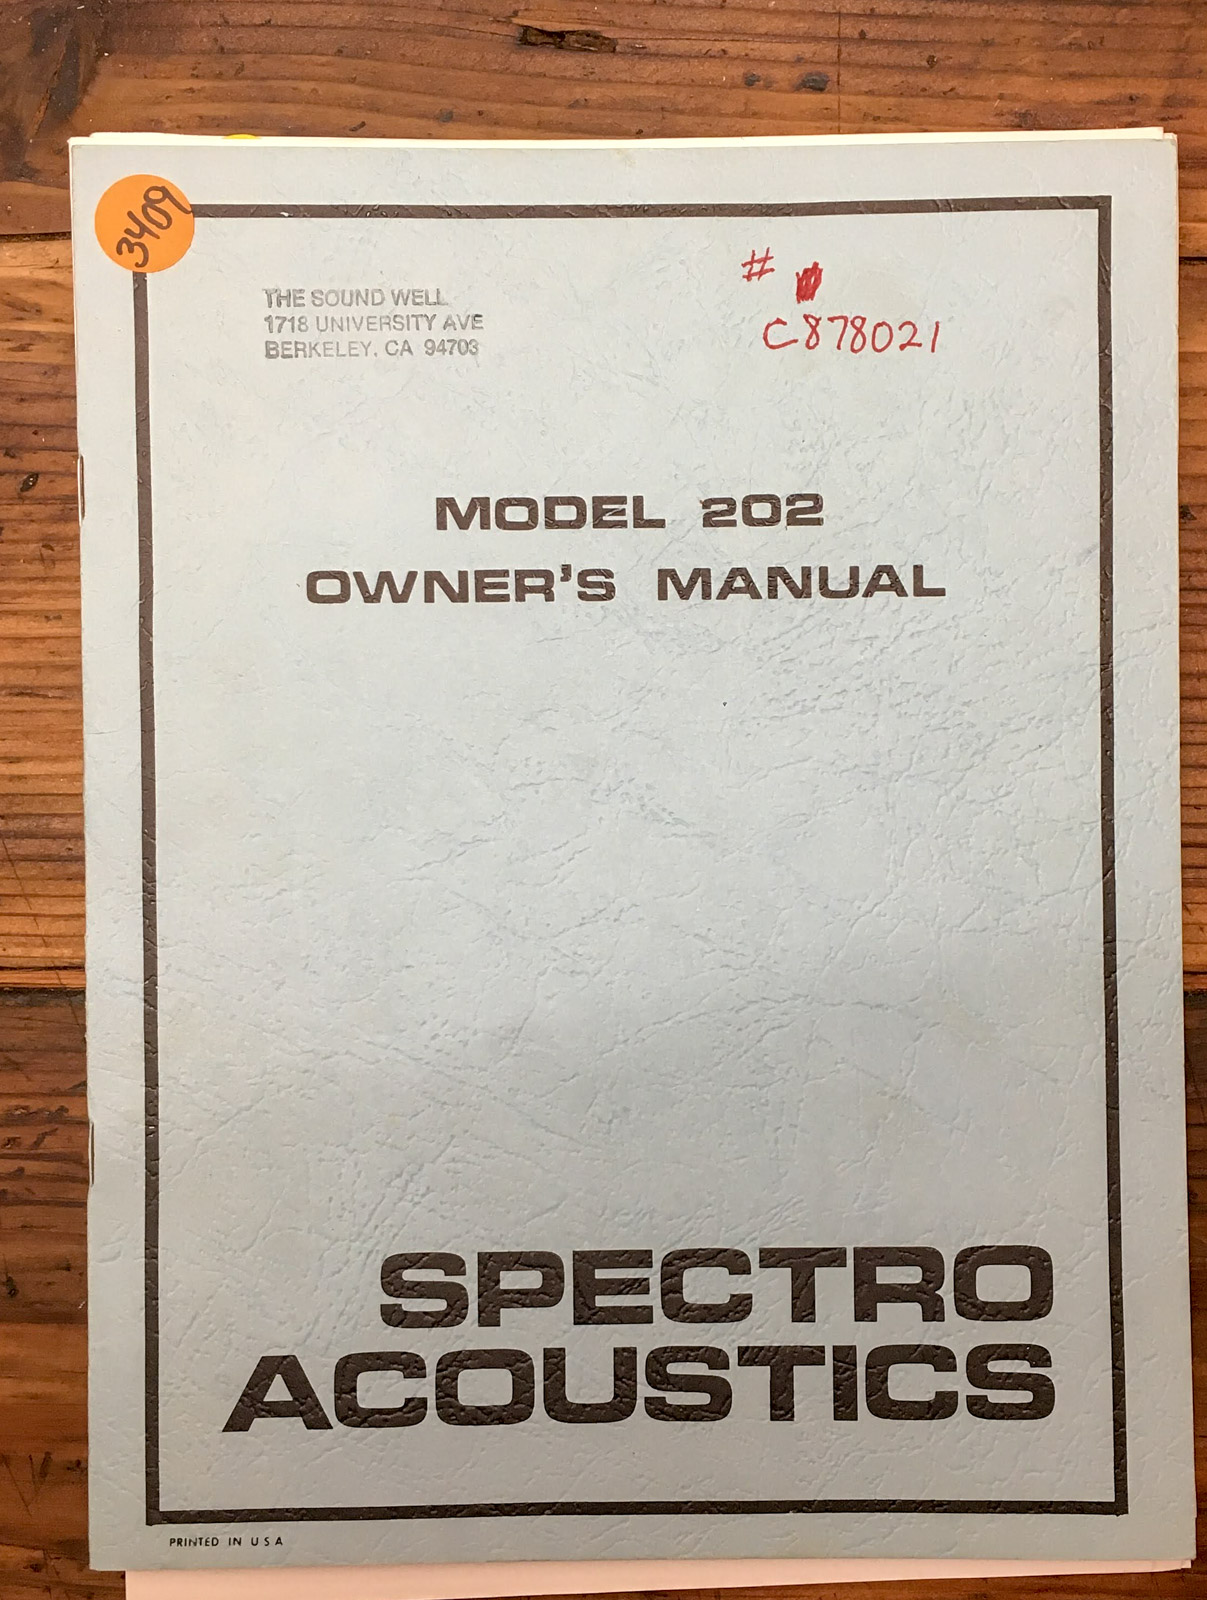 3409
THE SOUND WELL
1718 UNIVERSITY AVE
BERKELEY, CA 94703
#
C878021
MODEL 202
OWNER'S MANUAL
SPECTRO
ACOUSTICS
PRINTED IN U S A